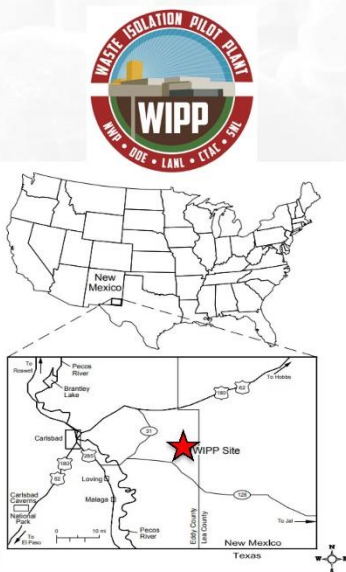 WASTE ISOLATION PILOT PLANT
WIPP
NWP • DOE • LANL • CTAC • SNL
New
Mexico
To
Roswell
Pecos
River
Brantley
Lake
To Hobbs
180
62
Carlsbad
31
WIPP Site
285
180
62
Loving
Carlsbad
Caverns
National
Park
Malaga
128
Eddy County
Lea County
To Jal
To
El Paso
0 10 mi
Pecos
River
New Mexico
Texas
N
W E
S